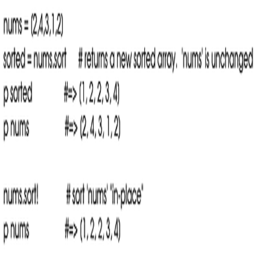 nums = (2,4,3,1,2)
sorted = nums.sort # returns a new sorted array. 'nums' is unchanged
p sorted #=> (1, 2, 2, 3, 4)
p nums #=> (2, 4, 3, 1, 2)
nums.sort! # sort 'nums' "in-place"
p nums #=> (1, 2, 2, 3, 4)